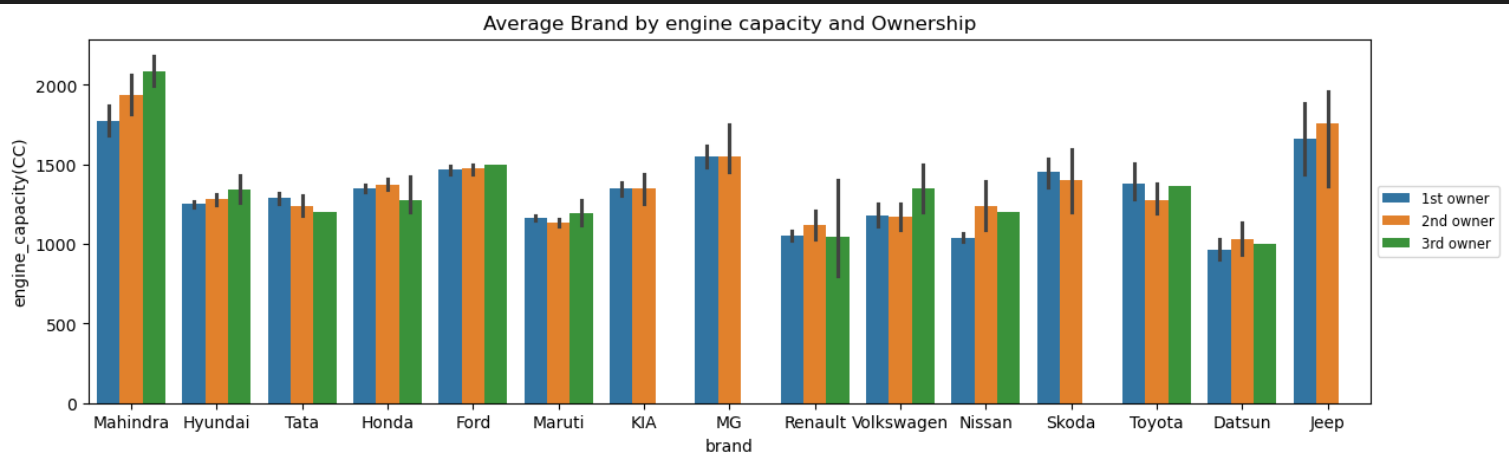 Average Brand by engine capacity and Ownership
engine_capacity(CC)
2000
1500
1000
500
0
Mahindra Hyundai Tata Honda Ford Maruti KIA MG Renault Volkswagen Nissan Skoda Toyota Datsun Jeep
brand
1st owner
2nd owner
3rd owner